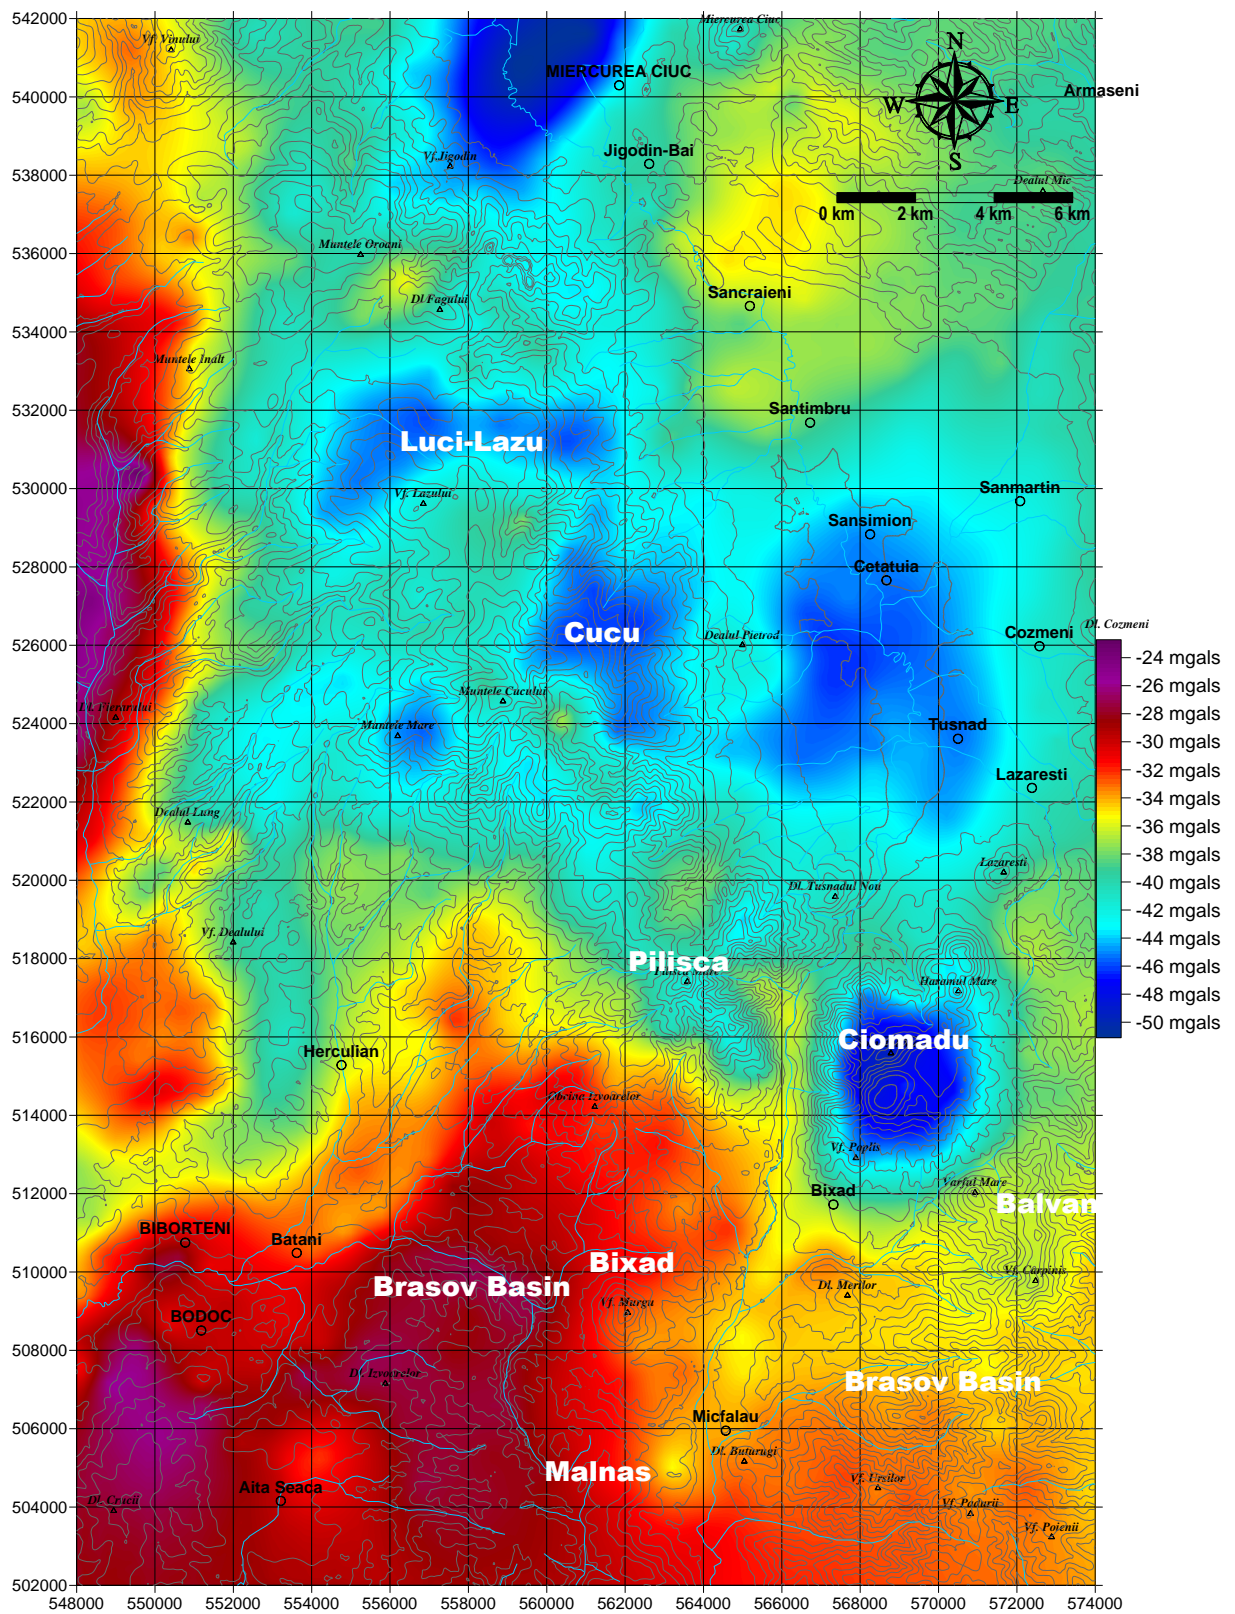 542000
Miercurea Ciuc
Vf. Vinului
N
MIERCUREA CIUC
540000
Armaseni
W
E
Jigodin-Bai
Vf.Jigodin
S
538000
Dealul Mic
0 km 2 km 4 km 6 km
Muntele Oroani
536000
Sancraieni
Dl Fagului
534000
Muntele Inalt
532000
Santimbru
Luci-Lazu
530000
Sanmartin
Vf. Lazului
Sansimion
528000
Cetatuia
Dl. Cozmeni
Cucu
Dealul Pietrod
Cozmeni
526000
-24 mgals
-26 mgals
Muntele Cucului
-28 mgals
524000
Muntele Mare
Tusnad
-30 mgals
-32 mgals
Lazaresti
522000
-34 mgals
Dealul Lung
-36 mgals
-38 mgals
Lazaresti
520000
-40 mgals
Dl. Tusnadul Nou
-42 mgals
Vf. Dealului
-44 mgals
518000
Pilisca
Pilisca Mare
-46 mgals
Haramul Mare
-48 mgals
-50 mgals
516000
Ciomadu
Herculian
514000
Vf. Poplis
512000
Bixad
Varful Mare
Balvan
BIBORTENI
Batani
510000
Bixad
Vf. Carpinis
Brasov Basin
Dl. Merilor
Vf. Murgu
BODOC
508000
Dl. Izvoarelor
Brasov Basin
506000
Micfalau
Dl. Buturugi
Malnas
Vf. Ursilor
Aita Seaca
504000
Vf. Padurii
Vf. Poienii
502000
548000 550000 552000 554000 556000 558000 560000 562000 564000 566000 568000 570000 572000 574000